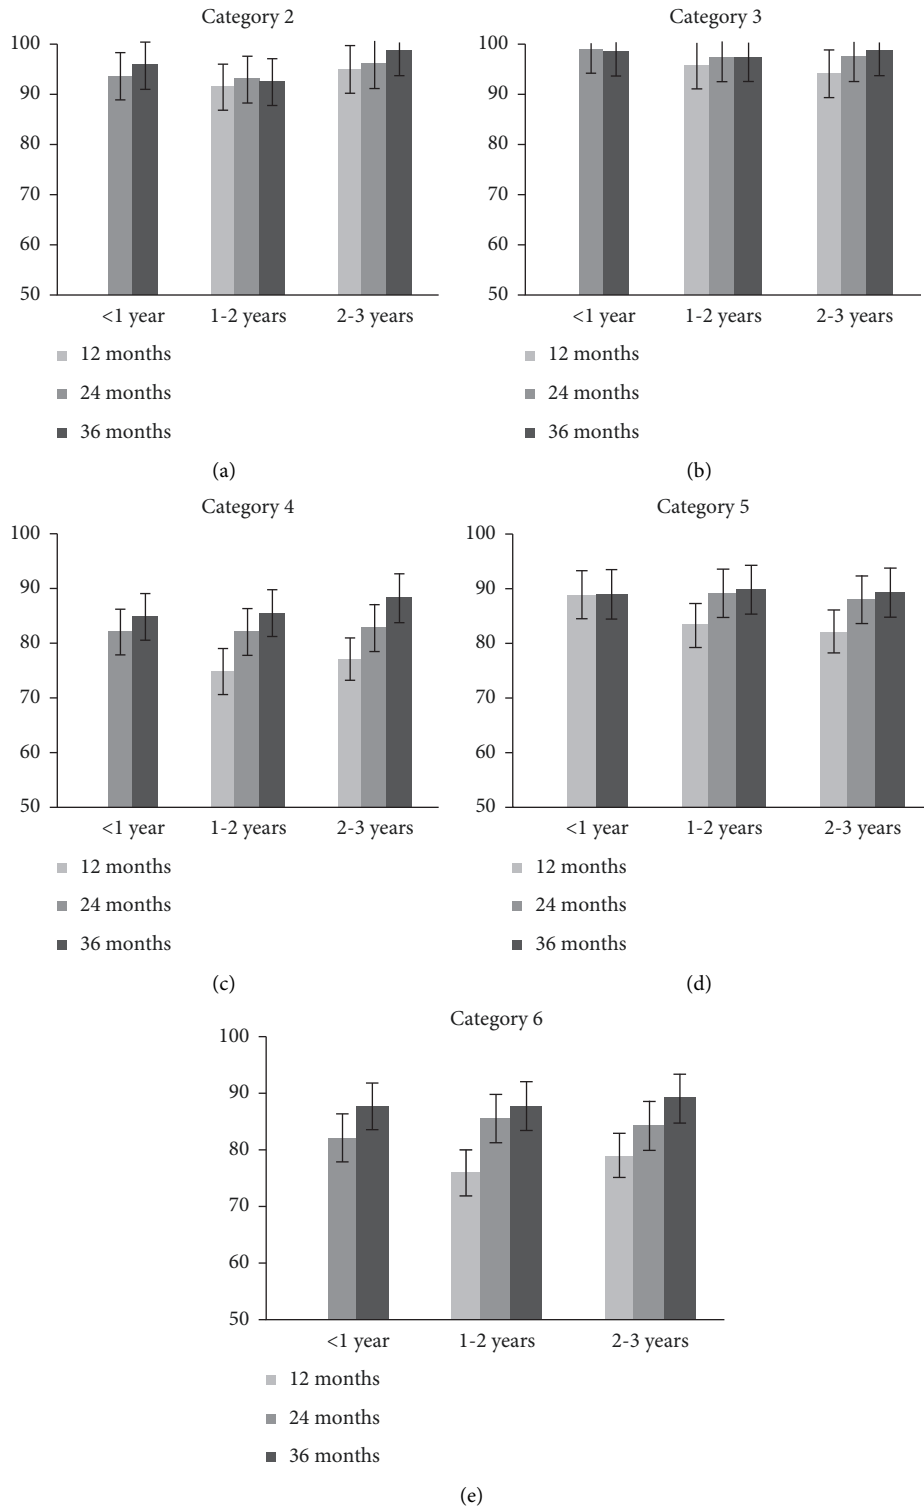 Category 2
100
90
80
70
60
50
<1 year
1-2 years
2-3 years
12 months
24 months
36 months
(a)
Category 3
100
90
80
70
60
50
<1 year
1-2 years
2-3 years
12 months
24 months
36 months
(b)
Category 4
100
90
80
70
60
50
<1 year
1-2 years
2-3 years
12 months
24 months
36 months
(c)
Category 5
100
90
80
70
60
50
<1 year
1-2 years
2-3 years
12 months
24 months
36 months
(d)
Category 6
100
90
80
70
60
50
<1 year
1-2 years
2-3 years
12 months
24 months
36 months
(e)